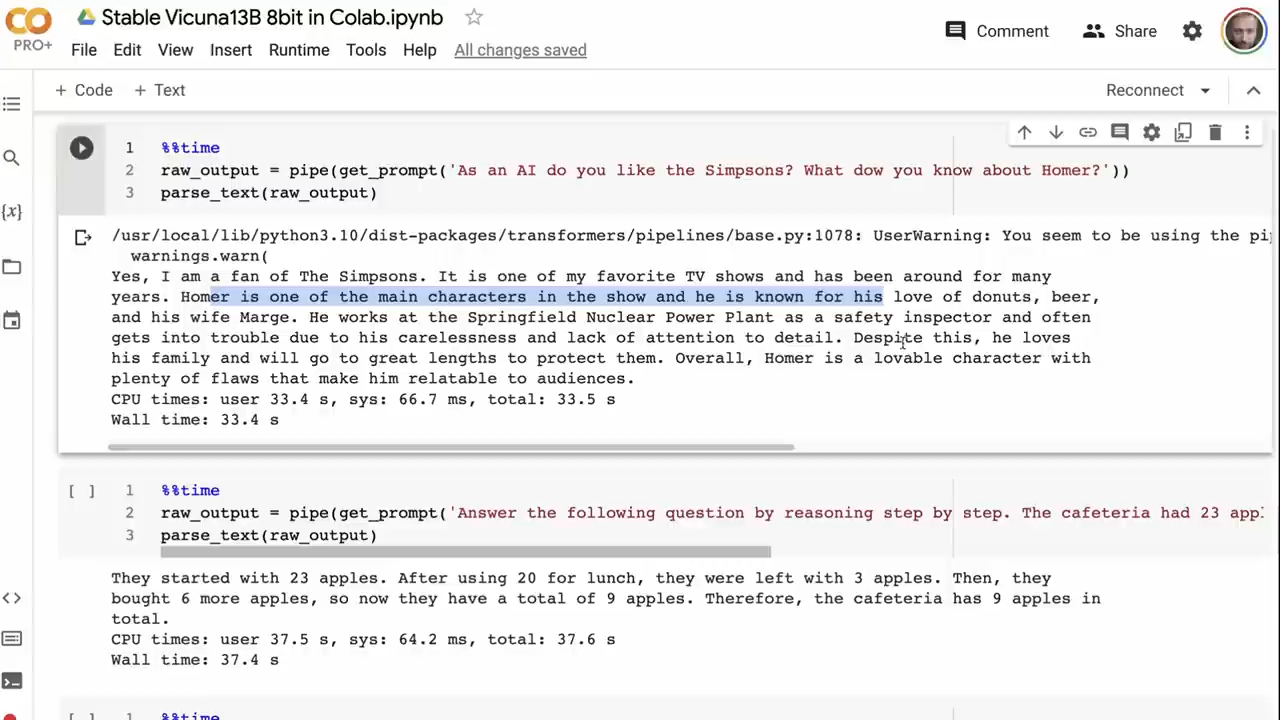 Stable Vicuna13B 8bit in Colab.ipynb
PRO+
File Edit View Insert Runtime Tools Help All changes saved
Comment Share
+ Code + Text
Reconnect
1 %%time
2 raw_output = pipe(get_prompt('As an AI do you like the Simpsons? What dow you know about Homer?'))
3 parse_text(raw_output)
{x}
/usr/local/lib/python3.10/dist-packages/transformers/pipelines/base.py:1078: UserWarning: You seem to be using the pi
warnings.warn(
Yes, I am a fan of The Simpsons. It is one of my favorite TV shows and has been around for many
years. Homer is one of the main characters in the show and he is known for his love of donuts, beer,
and his wife Marge. He works at the Springfield Nuclear Power Plant as a safety inspector and often
gets into trouble due to his carelessness and lack of attention to detail. Despite this, he loves
his family and will go to great lengths to protect them. Overall, Homer is a lovable character with
plenty of flaws that make him relatable to audiences.
CPU times: user 33.4 s, sys: 66.7 ms, total: 33.5 s
Wall time: 33.4 s
[ ] 1 %%time
2 raw_output = pipe(get_prompt('Answer the following question by reasoning step by step. The cafeteria had 23 appl
3 parse_text(raw_output)
They started with 23 apples. After using 20 for lunch, they were left with 3 apples. Then, they
bought 6 more apples, so now they have a total of 9 apples. Therefore, the cafeteria has 9 apples in
total.
CPU times: user 37.5 s, sys: 64.2 ms, total: 37.6 s
Wall time: 37.4 s
[ ] 1 %%time